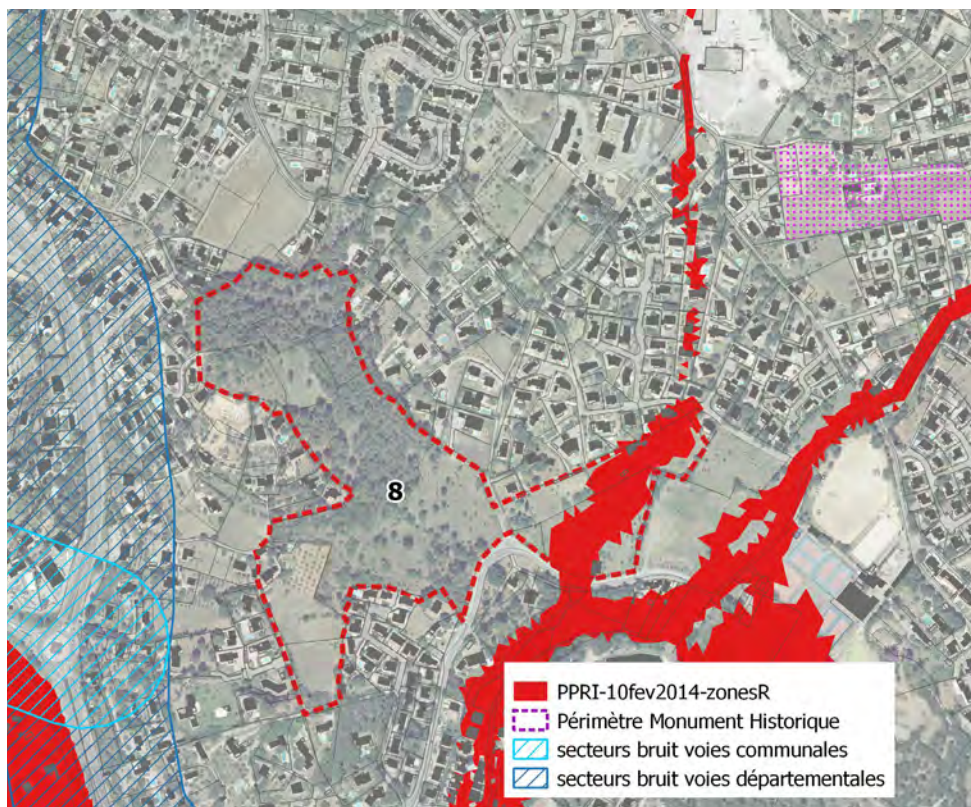 8
PPRI-10fev2014-zonesR
Périmètre Monument Historique
secteurs bruit voies communales
secteurs bruit voies départementales